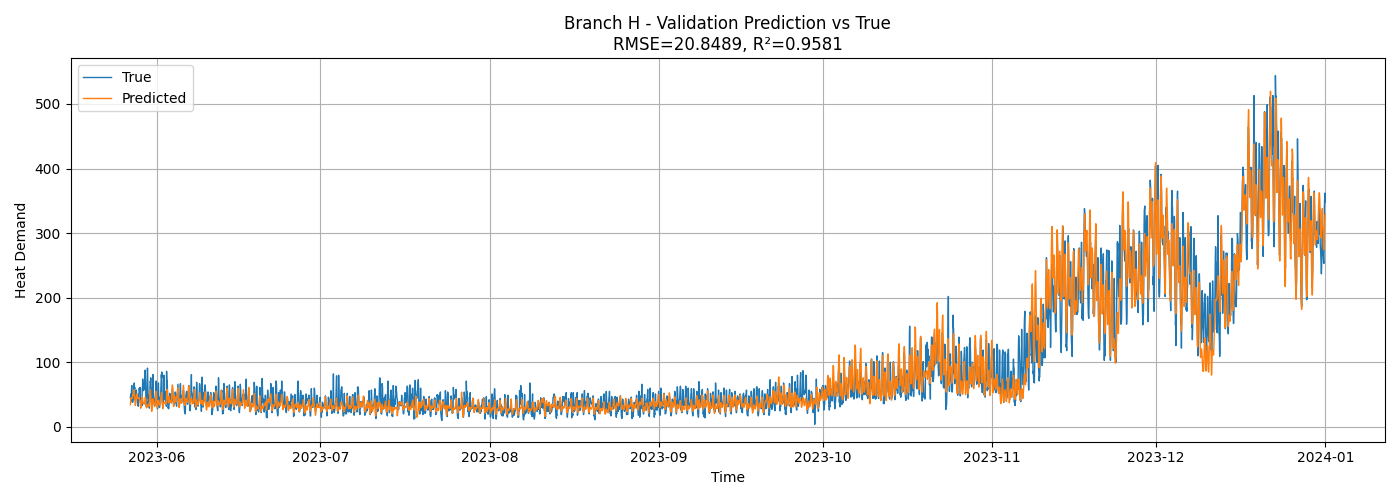 Branch H - Validation Prediction vs True
RMSE=20.8489, R²=0.9581
True
Predicted
Heat Demand
500
400
300
200
100
0
2023-06
2023-07
2023-08
2023-09
2023-10
2023-11
2023-12
2024-01
Time